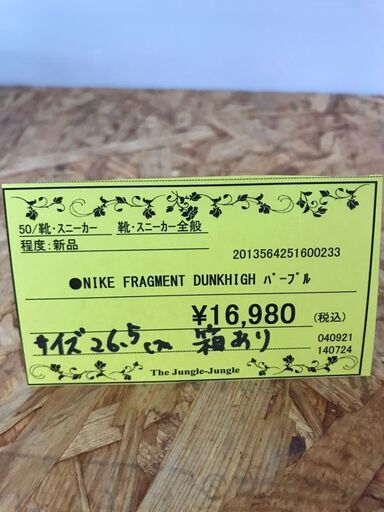 50/靴・スニーカー 靴・スニーカー全般
程度:新品
2013564251600233
●NIKE FRAGMENT DUNKHIGH パープル
¥16,980 (税込)
サイズ26.5cm 箱あり
040921
140724
The Jungle-Jungle